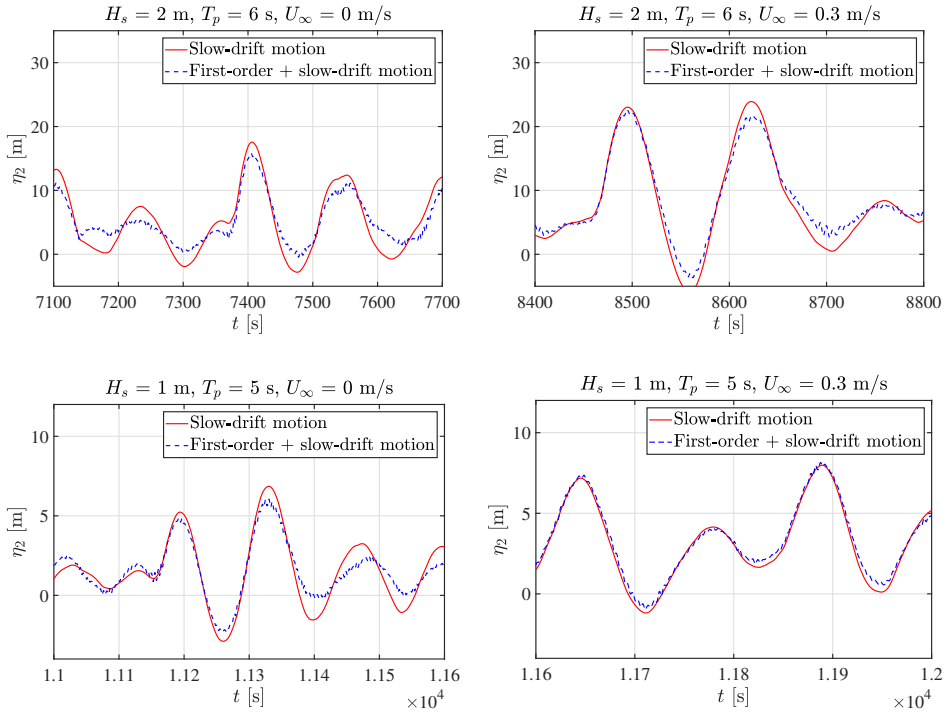 H_s = 2 m, T_p = 6 s, U_∞ = 0 m/s
Slow-drift motion
First-order + slow-drift motion
30
20
10
0
η_2 [m]
7100 7200 7300 7400 7500 7600 7700
t [s]
H_s = 2 m, T_p = 6 s, U_∞ = 0.3 m/s
Slow-drift motion
First-order + slow-drift motion
30
20
10
0
η_2 [m]
8400 8500 8600 8700 8800
t [s]
H_s = 1 m, T_p = 5 s, U_∞ = 0 m/s
Slow-drift motion
First-order + slow-drift motion
10
5
0
η_2 [m]
1.1 1.11 1.12 1.13 1.14 1.15 1.16
t [s]
×10^4
H_s = 1 m, T_p = 5 s, U_∞ = 0.3 m/s
Slow-drift motion
First-order + slow-drift motion
10
5
0
η_2 [m]
1.16 1.17 1.18 1.19 1.2
t [s]
×10^4